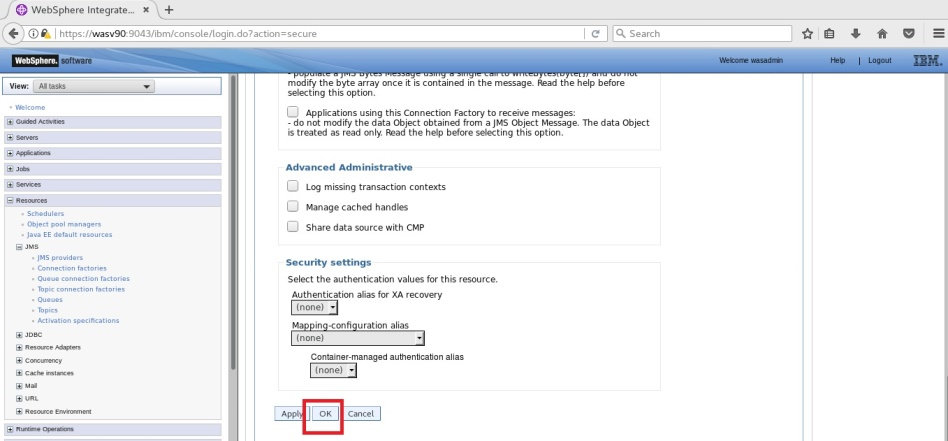 WebSphere Integrate... × +
https://wasv90:9043/ibm/console/login.do?action=secure
Search
WebSphere. software
Welcome wasadmin
Help | Logout
IBM.
View: All tasks
Welcome
Guided Activities
Servers
Applications
Jobs
Services
Resources
Schedulers
Object pool managers
Java EE default resources
JMS
JMS providers
Connection factories
Queue connection factories
Topic connection factories
Queues
Topics
Activation specifications
JDBC
Resource Adapters
Concurrency
Cache instances
Mail
URL
Resource Environment
Runtime Operations
- populate a JMS Bytes Message using a single call to writeBytes(byte[]) and do not
modify the byte array once it is contained in the message. Read the help before
selecting this option.
Applications using this Connection Factory to receive messages:
- do not modify the data Object obtained from a JMS Object Message. The data Object
is treated as read only. Read the help before selecting this option.
Advanced Administrative
Log missing transaction contexts
Manage cached handles
Share data source with CMP
Security settings
Select the authentication values for this resource.
Authentication alias for XA recovery
(none)
Mapping-configuration alias
(none)
Container-managed authentication alias
(none)
Apply OK Cancel